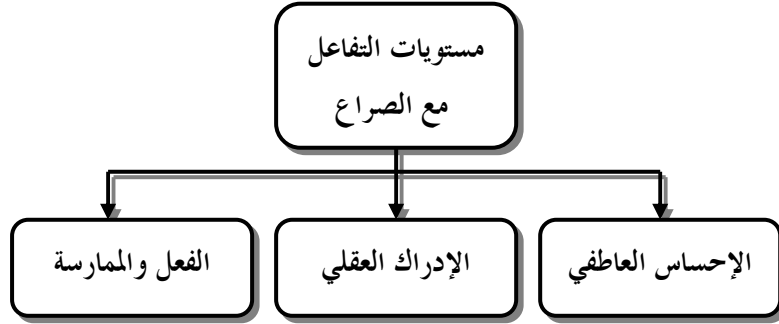 مستويات التفاعل
مع الصراع
الإحساس العاطفي
الإدراك العقلي
الفعل والممارسة